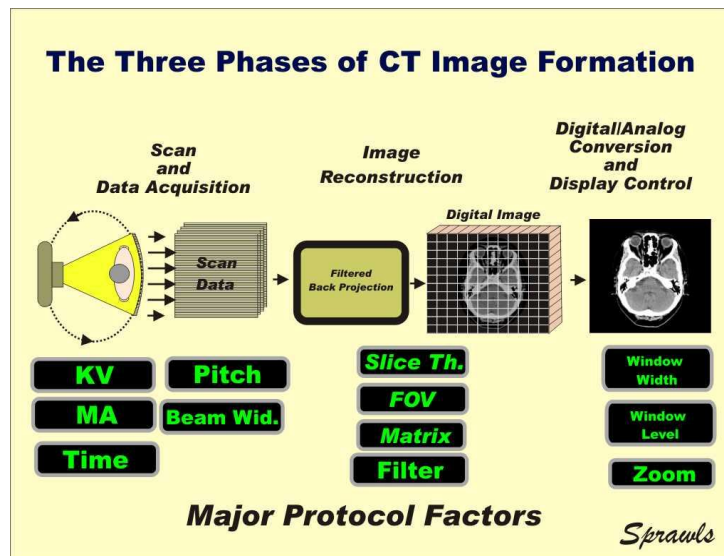 The Three Phases of CT Image Formation
Scan
and
Data Acquisition
Image
Reconstruction
Digital/Analog
Conversion
and
Display Control
Digital Image
Scan
Data
Filtered
Back Projection
KV
Pitch
MA
Beam Wid.
Time
Slice Th.
FOV
Matrix
Filter
Window
Width
Window
Level
Zoom
Major Protocol Factors
Sprawls